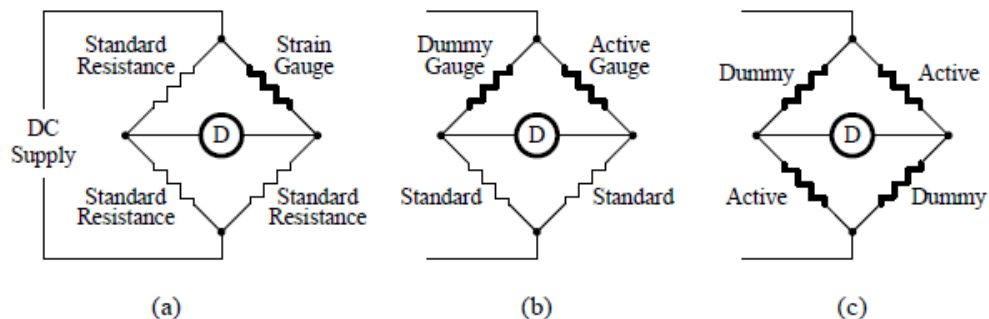 Standard
Resistance
Strain
Gauge
DC
Supply
D
Standard
Resistance
Standard
Resistance
(a)
Dummy
Gauge
Active
Gauge
D
Standard
Standard
(b)
Dummy
Active
D
Active
Dummy
(c)